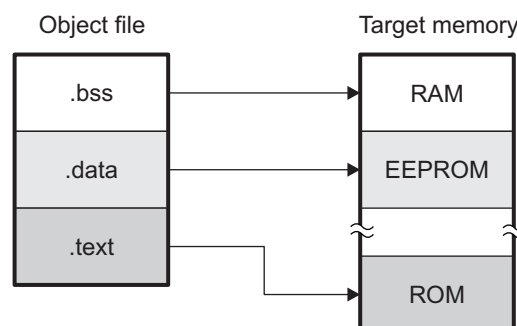 Object file
Target memory
.bss
RAM
.data
EEPROM
.text
ROM